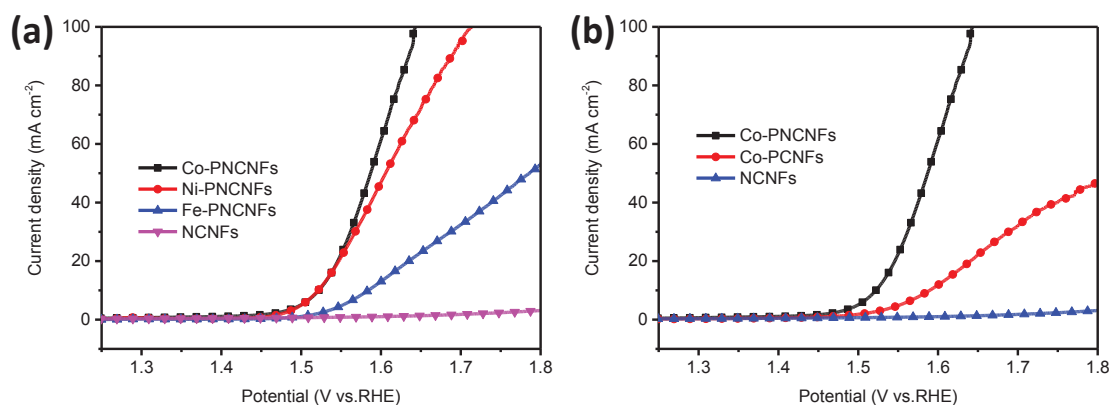 (a)
Current density (mA cm-2)
100
80
60
40
20
0
Co-PNCNFs
Ni-PNCNFs
Fe-PNCNFs
NCNFs
1.3 1.4 1.5 1.6 1.7 1.8
Potential (V vs.RHE)
(b)
Current density (mA cm-2)
100
80
60
40
20
0
Co-PNCNFs
Co-PCNFs
NCNFs
1.3 1.4 1.5 1.6 1.7 1.8
Potential (V vs.RHE)